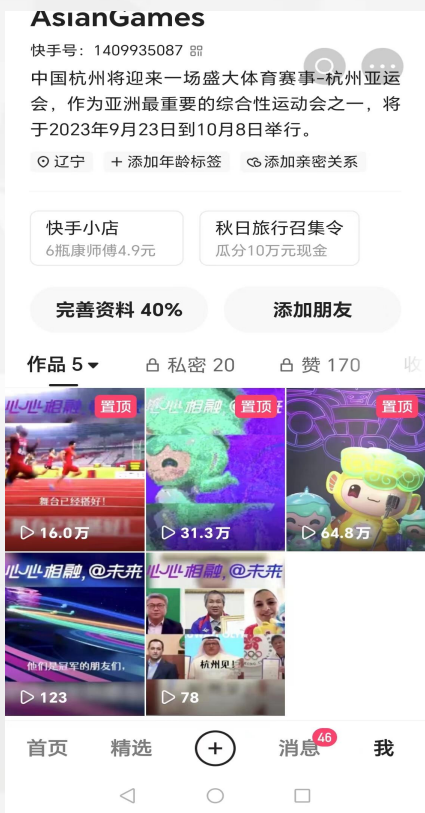 AsianGames
快手号：1409935087
中国杭州将迎来一场盛大体育赛事-杭州亚运
会，作为亚洲最重要的综合性运动会之一，将
于2023年9月23日到10月8日举行。
辽宁
+ 添加年龄标签
添加亲密关系
快手小店
6瓶康师傅4.9元
秋日旅行召集令
瓜分10万元现金
完善资料 40%
添加朋友
作品 5
私密 20
赞 170
收
心心相融
置顶
舞台已经搭好！
16.0万
心心相融
置顶
31.3万
置顶
64.8万
心心相融,@未来
他们是冠军的朋友们,
123
心心相融,@未来
杭州见！
78
首页
精选
+
消息
46
我